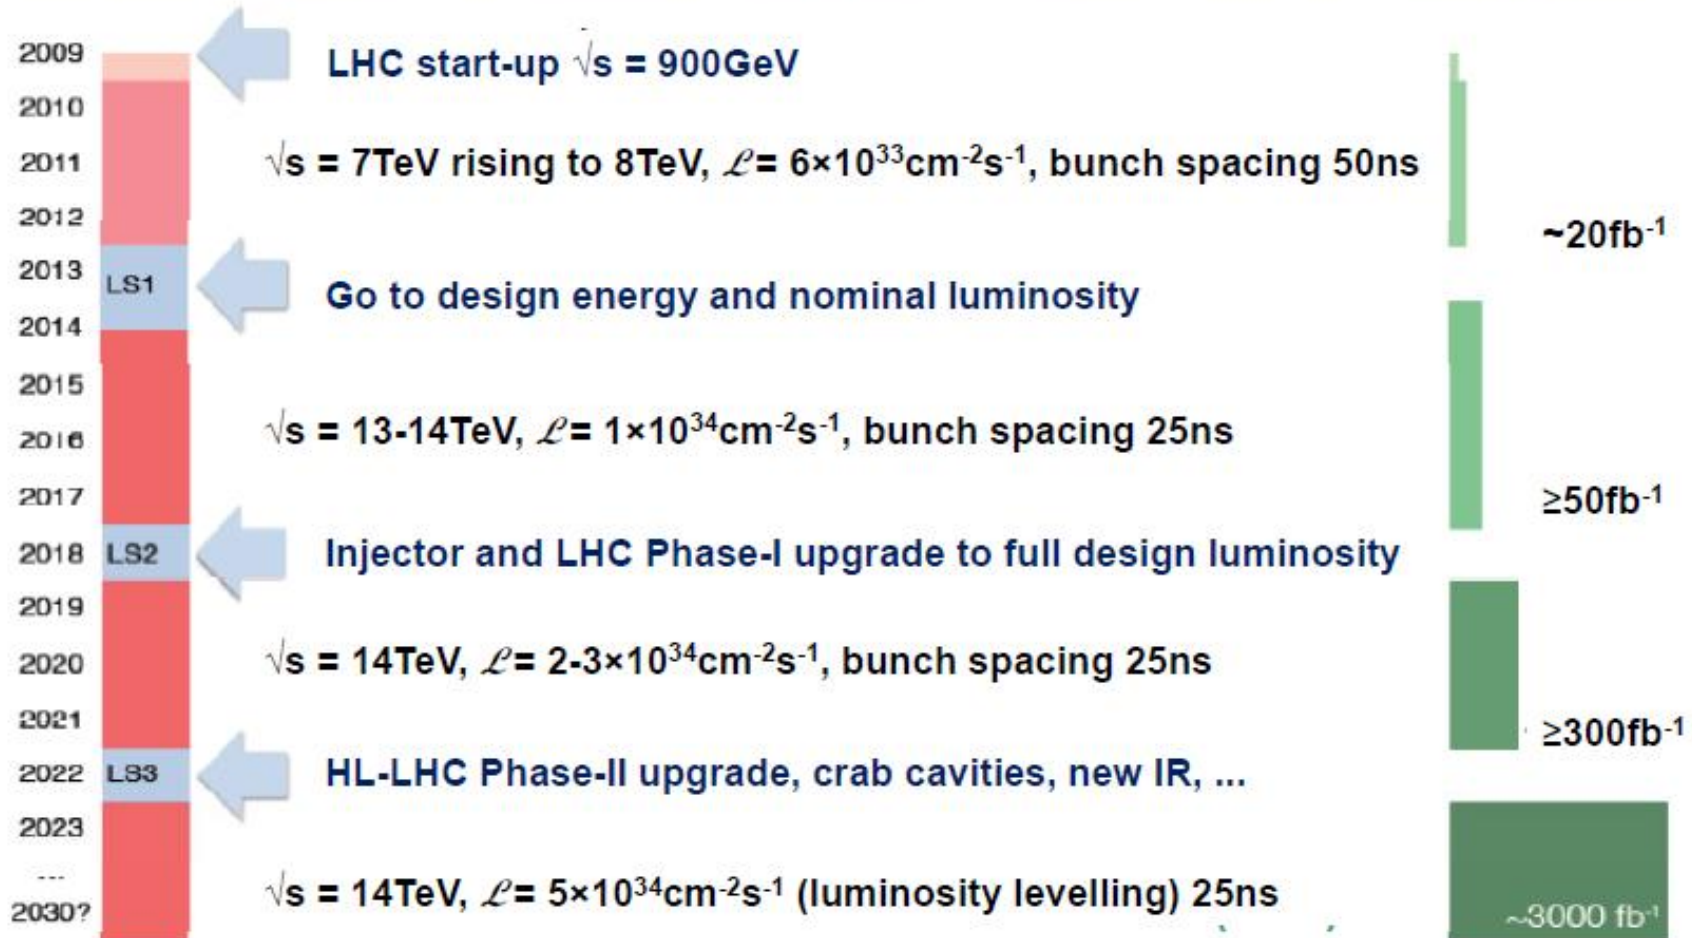 2009
LHC start-up √s = 900GeV
2010
2011
√s = 7TeV rising to 8TeV, ℒ= 6×10³³cm⁻²s⁻¹, bunch spacing 50ns
2012
~20fb⁻¹
2013
LS1
Go to design energy and nominal luminosity
2014
2015
2016
√s = 13-14TeV, ℒ= 1×10³⁴cm⁻²s⁻¹, bunch spacing 25ns
2017
≥50fb⁻¹
2018
LS2
Injector and LHC Phase-I upgrade to full design luminosity
2019
2020
√s = 14TeV, ℒ= 2-3×10³⁴cm⁻²s⁻¹, bunch spacing 25ns
2021
≥300fb⁻¹
2022
LS3
HL-LHC Phase-II upgrade, crab cavities, new IR, ...
2023
---
2030?
√s = 14TeV, ℒ= 5×10³⁴cm⁻²s⁻¹ (luminosity levelling) 25ns
~3000 fb⁻¹